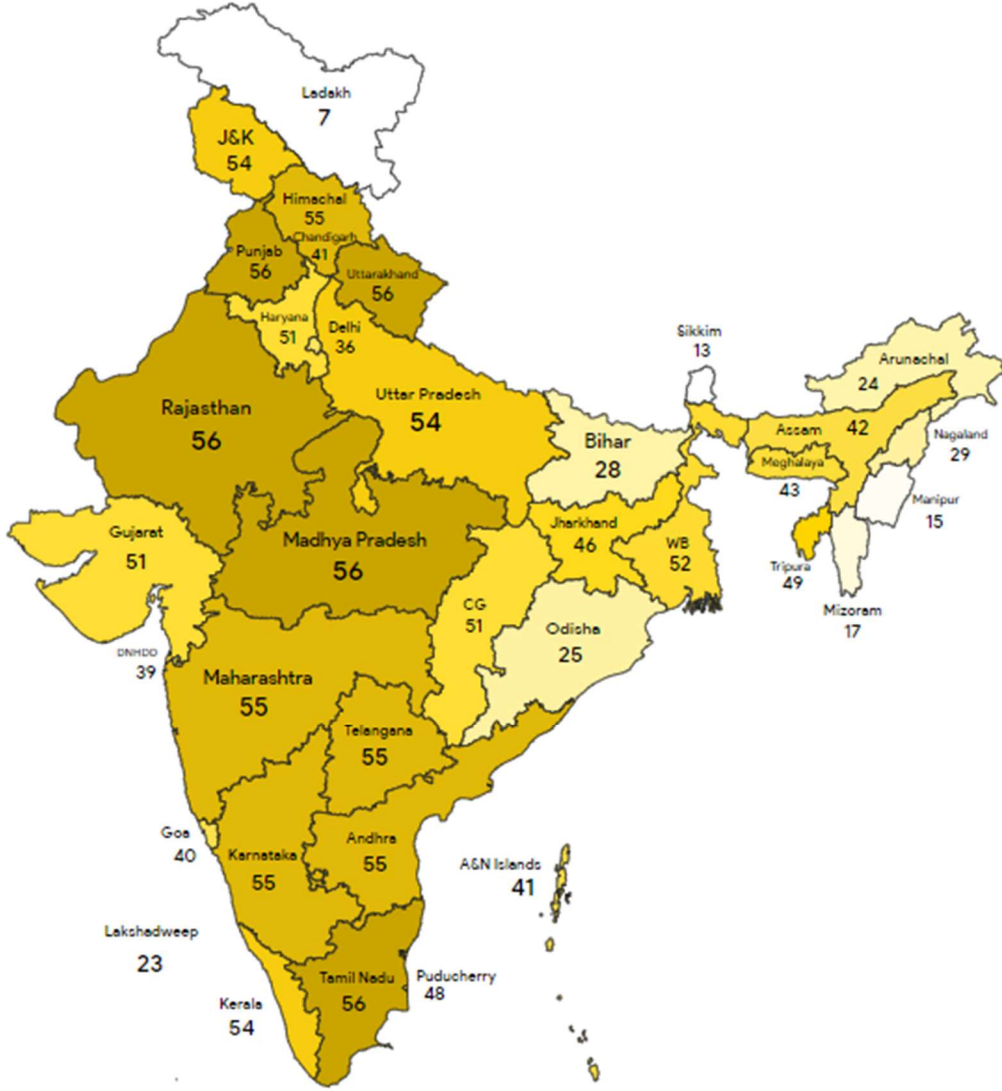 Ladakh
7
J&K
54
Himachal
55
Chandigarh
41
Punjab
56
Uttarakhand
56
Haryana
51
Delhi
36
Sikkim
13
Arunachal
24
Rajasthan
56
Uttar Pradesh
54
Bihar
28
Assam
42
Nagaland
29
Meghalaya
43
Manipur
15
Gujarat
51
Madhya Pradesh
56
Jharkhand
46
WB
52
Tripura
49
Mizoram
17
CG
51
Odisha
25
DNHDD
39
Maharashtra
55
Telangana
55
Goa
40
Karnataka
55
Andhra
55
A&N Islands
41
Lakshadweep
23
Tamil Nadu
56
Puducherry
48
Kerala
54